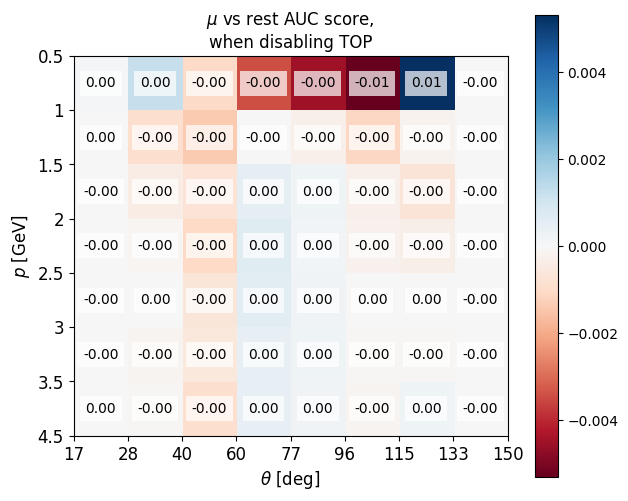 μ vs rest AUC score,
when disabling TOP
0.5
0.00 0.00 -0.00 -0.00 -0.00 -0.01 0.01 -0.00
1
0.00 -0.00 -0.00 -0.00 -0.00 -0.00 -0.00 -0.00
1.5
-0.00 -0.00 -0.00 0.00 0.00 -0.00 -0.00 -0.00
2
-0.00 -0.00 -0.00 0.00 0.00 -0.00 -0.00 -0.00
2.5
-0.00 0.00 -0.00 0.00 0.00 0.00 0.00 -0.00
3
-0.00 -0.00 -0.00 0.00 0.00 -0.00 -0.00 -0.00
3.5
0.00 -0.00 -0.00 0.00 0.00 -0.00 0.00 -0.00
4.5
p [GeV]
17 28 40 60 77 96 115 133 150
θ [deg]
0.004
0.002
0.000
−0.002
−0.004